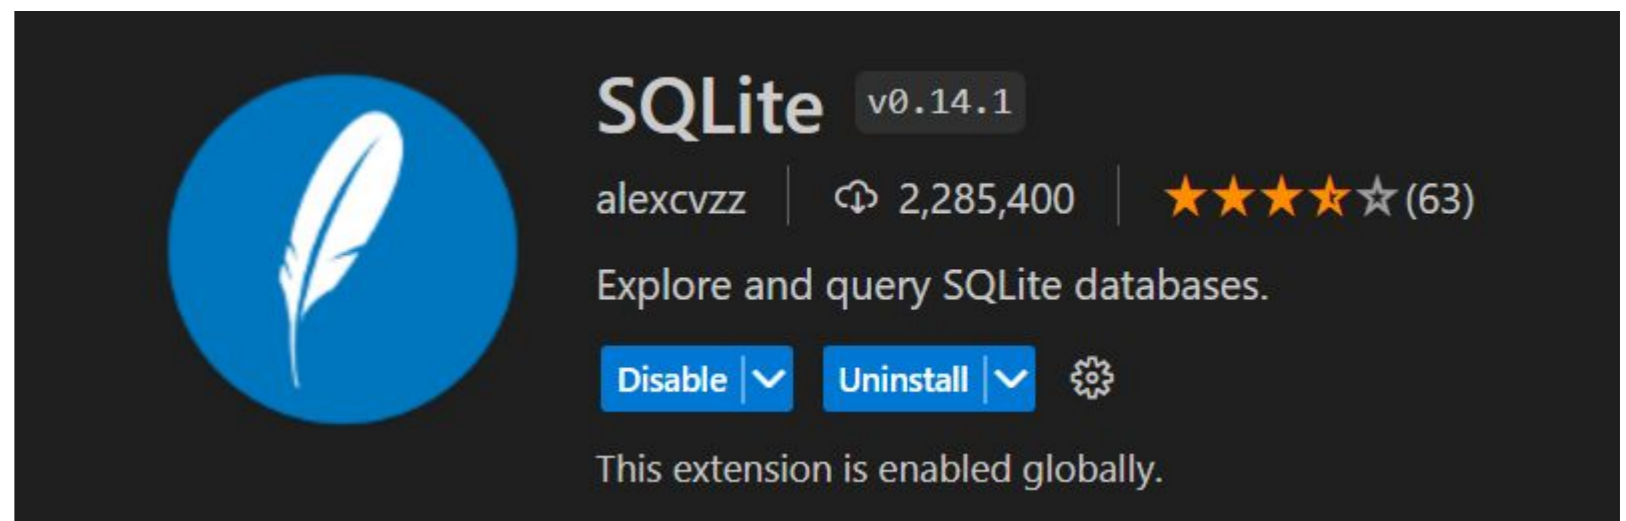 SQLite v0.14.1
alexcvzz 2,285,400 (63)
Explore and query SQLite databases.
Disable Uninstall
This extension is enabled globally.